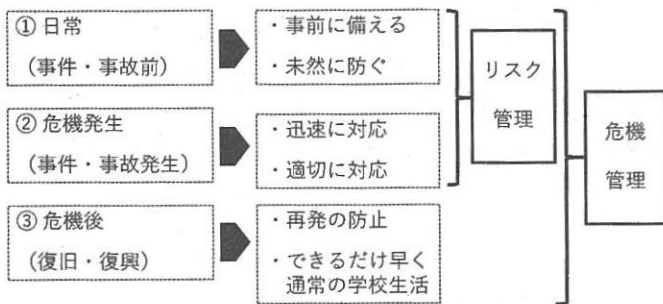 ① 日常
(事件・事故前)
・事前に備える
・未然に防ぐ
② 危機発生
(事件・事故発生)
・迅速に対応
・適切に対応
③ 危機後
(復旧・復興)
・再発の防止
・できるだけ早く
通常の学校生活
リスク
管理
危機
管理